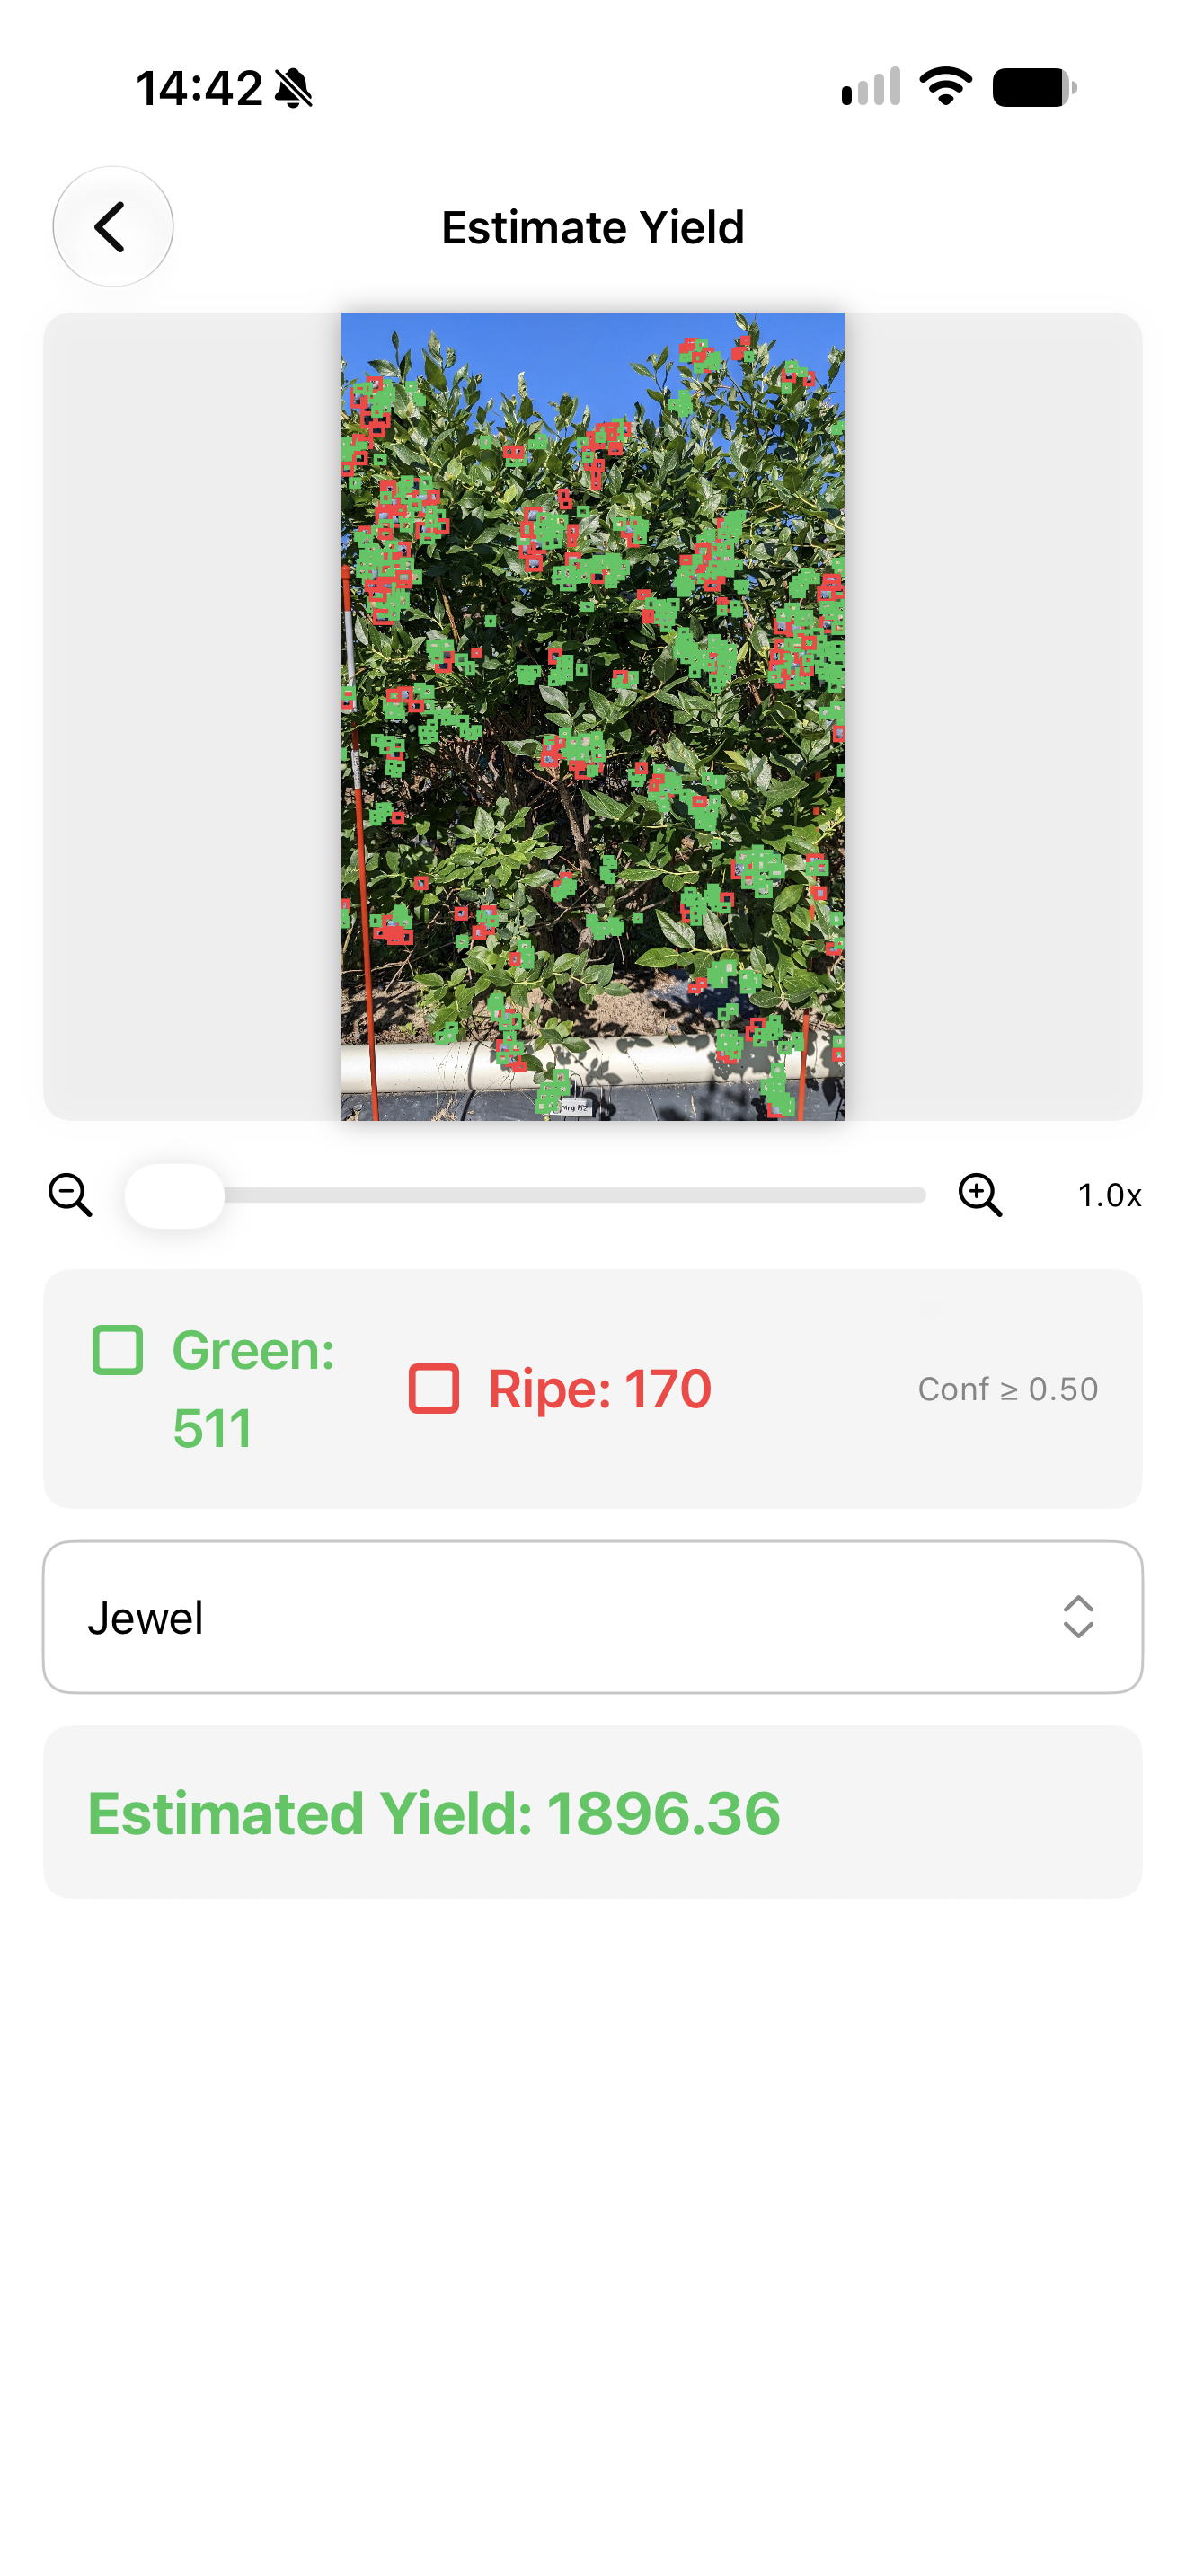 14:42
Estimate Yield
1.0x
Green:
511
Ripe: 170
Conf ≥ 0.50
Jewel
Estimated Yield: 1896.36